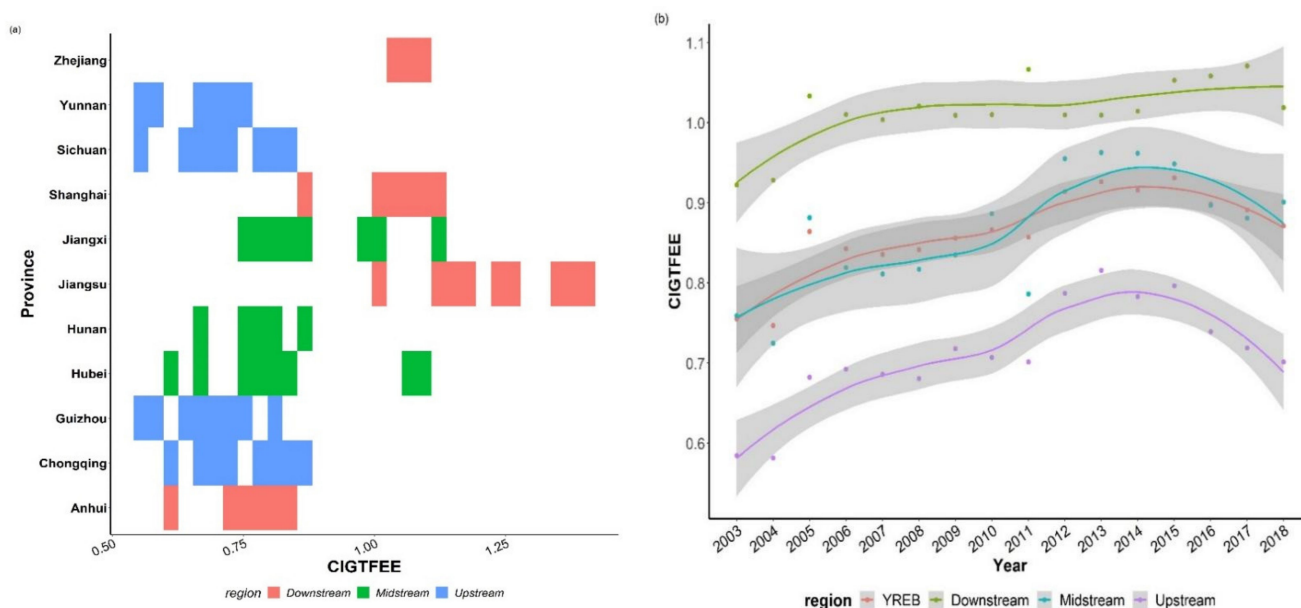 (a)
Zhejiang
Yunnan
Sichuan
Shanghai
Jiangxi
Jiangsu
Hunan
Hubei
Guizhou
Chongqing
Anhui
Province
0.50 0.75 1.00 1.25
CIGTFEE
region Downstream Midstream Upstream
(b)
1.1
1.0
0.9
0.8
0.7
0.6
CIGTFEE
2003 2004 2005 2006 2007 2008 2009 2010 2011 2012 2013 2014 2015 2016 2017 2018
Year
region YREB Downstream Midstream Upstream